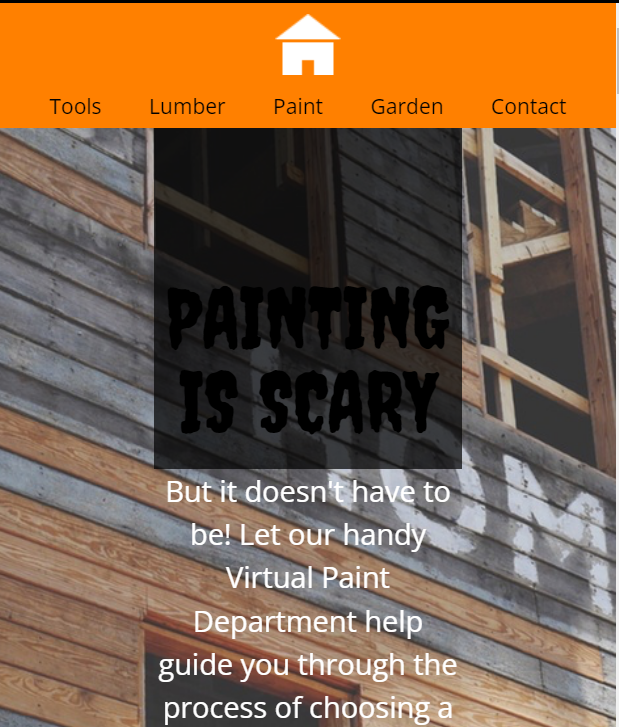 Tools Lumber Paint Garden Contact
PAINTING
IS SCARY
But it doesn't have to
be! Let our handy
Virtual Paint
Department help
guide you through the
process of choosing a